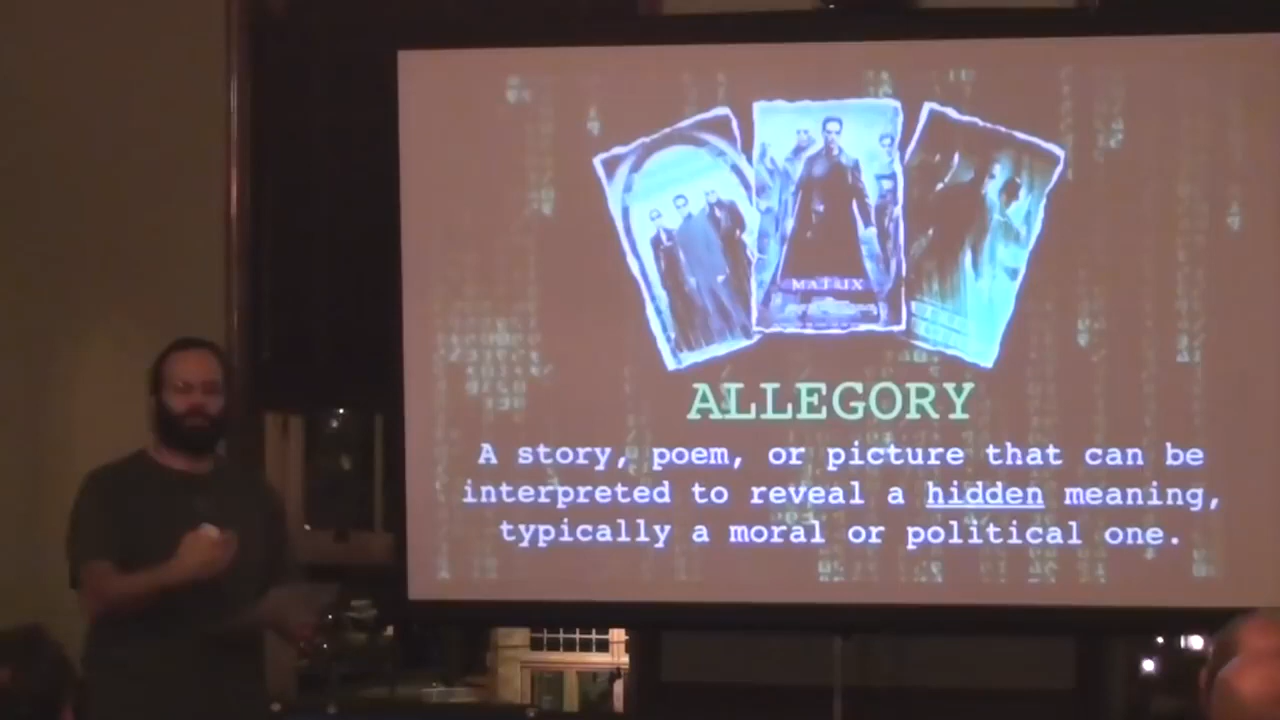 MATRIX
ALLEGORY
A story, poem, or picture that can be
interpreted to reveal a hidden meaning,
typically a moral or political one.